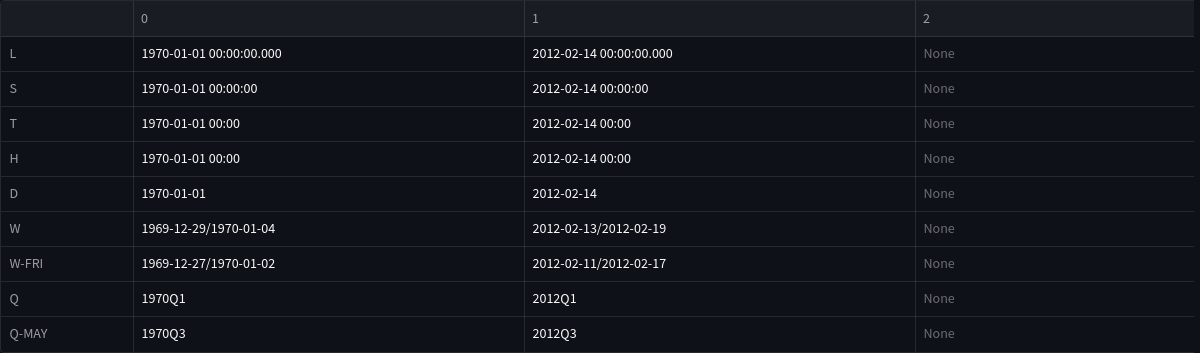 0 1 2
L 1970-01-01 00:00:00.000 2012-02-14 00:00:00.000 None
S 1970-01-01 00:00:00 2012-02-14 00:00:00 None
T 1970-01-01 00:00 2012-02-14 00:00 None
H 1970-01-01 00:00 2012-02-14 00:00 None
D 1970-01-01 2012-02-14 None
W 1969-12-29/1970-01-04 2012-02-13/2012-02-19 None
W-FRI 1969-12-27/1970-01-02 2012-02-11/2012-02-17 None
Q 1970Q1 2012Q1 None
Q-MAY 1970Q3 2012Q3 None